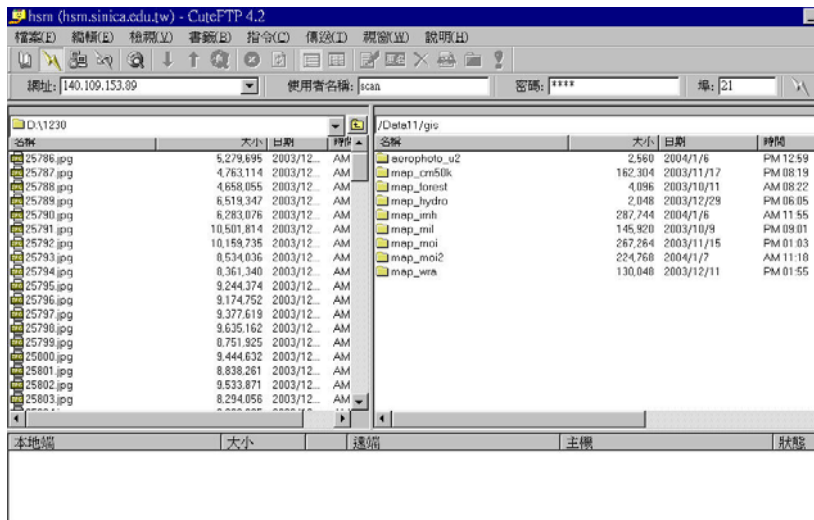 hsm (hsm.sinica.edu.tw) - CuteFTP 4.2
檔案(F) 編輯(E) 檢視(V) 書籤(B) 指令(C) 傳送(I) 視窗(W) 說明(H)
網址: 140.109.153.89 使用者名稱: scan 密碼: **** 埠: 21
D:\1230
名稱 大小 日期 時間
25786.jpg 5,279,695 2003/12... AM
25787.jpg 4,763,114 2003/12... AM
25788.jpg 4,658,055 2003/12... AM
25789.jpg 6,519,347 2003/12... AM
25790.jpg 6,283,076 2003/12... AM
25791.jpg 10,501,814 2003/12... AM
25792.jpg 10,159,735 2003/12... AM
25793.jpg 8,534,036 2003/12... AM
25794.jpg 8,361,340 2003/12... AM
25795.jpg 9,244,374 2003/12... AM
25796.jpg 9,174,752 2003/12... AM
25797.jpg 9,377,619 2003/12... AM
25798.jpg 9,635,162 2003/12... AM
25799.jpg 8,751,925 2003/12... AM
25800.jpg 9,444,632 2003/12... AM
25801.jpg 8,838,261 2003/12... AM
25802.jpg 9,533,871 2003/12... AM
25803.jpg 8,294,056 2003/12... AM
/Data11/gis
名稱 大小 日期 時間
aerophoto_u2 2,560 2004/1/6 PM 12:59
map_cm50k 162,304 2003/11/17 PM 08:19
map_forest 4,096 2003/10/11 AM 08:22
map_hydro 2,048 2003/12/29 PM 06:05
map_imh 287,744 2004/1/6 AM 11:55
map_mil 145,920 2003/10/9 PM 09:01
map_moi 267,264 2003/11/15 PM 01:03
map_moi2 224,768 2004/1/7 AM 11:18
map_wra 130,048 2003/12/11 PM 01:55
本地端 大小 遠端 主機 狀態